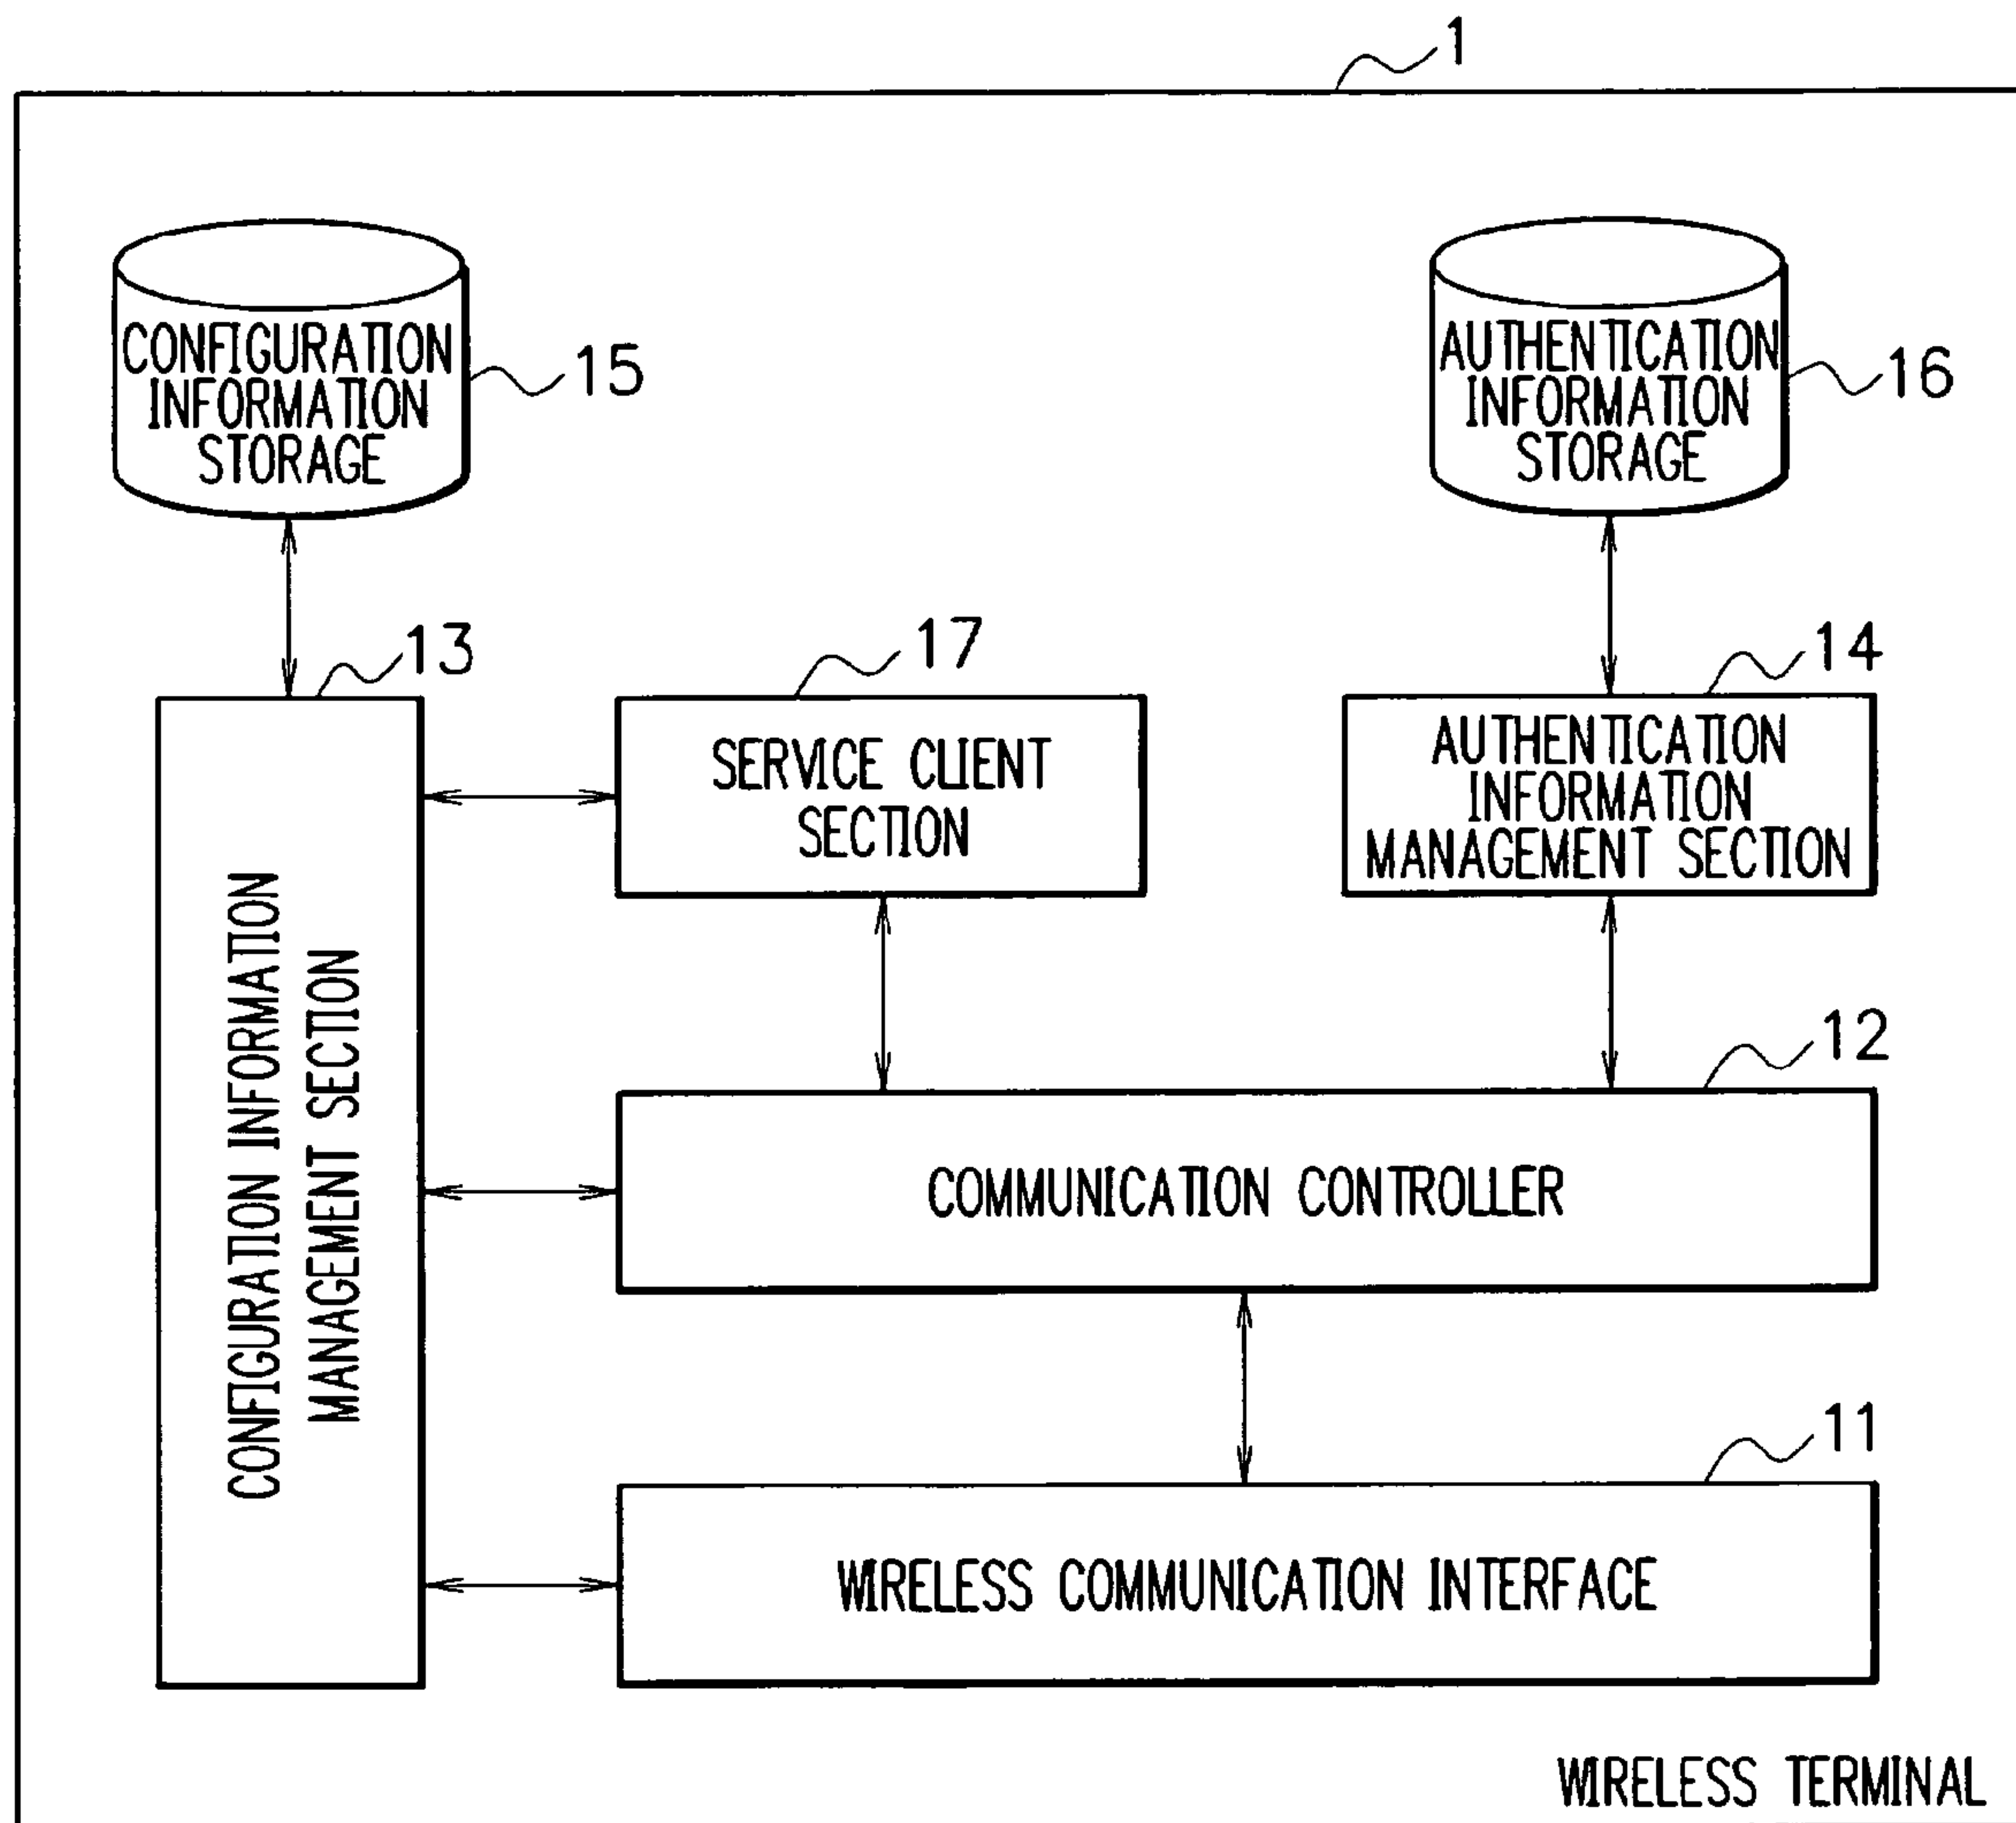 1
CONFIGURATION
INFORMATION
STORAGE
15
AUTHENTICATION
INFORMATION
STORAGE
16
13
17
14
SERVICE CLIENT
SECTION
AUTHENTICATION
INFORMATION
MANAGEMENT SECTION
CONFIGURATION INFORMATION
MANAGEMENT SECTION
12
COMMUNICATION CONTROLLER
11
WIRELESS COMMUNICATION INTERFACE
WIRELESS TERMINAL